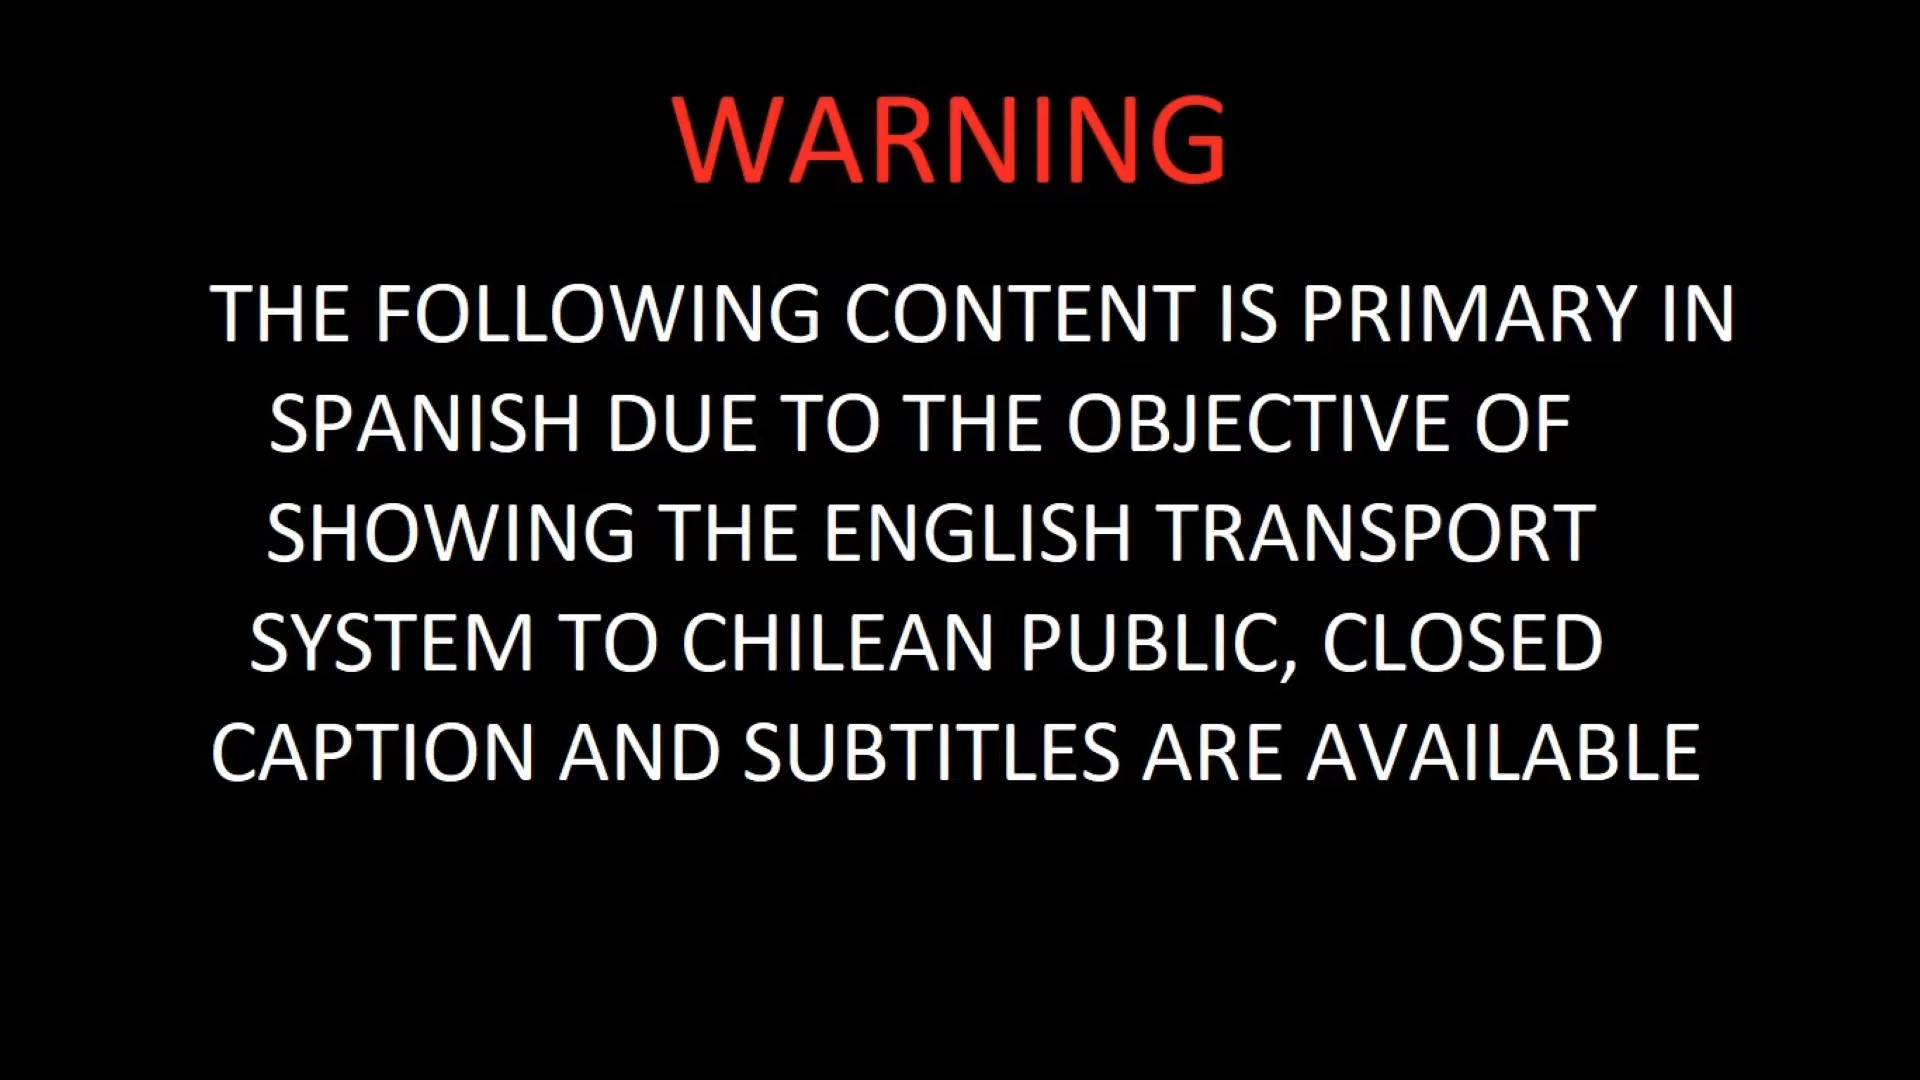 WARNING
THE FOLLOWING CONTENT IS PRIMARY IN
SPANISH DUE TO THE OBJECTIVE OF
SHOWING THE ENGLISH TRANSPORT
SYSTEM TO CHILEAN PUBLIC, CLOSED
CAPTION AND SUBTITLES ARE AVAILABLE